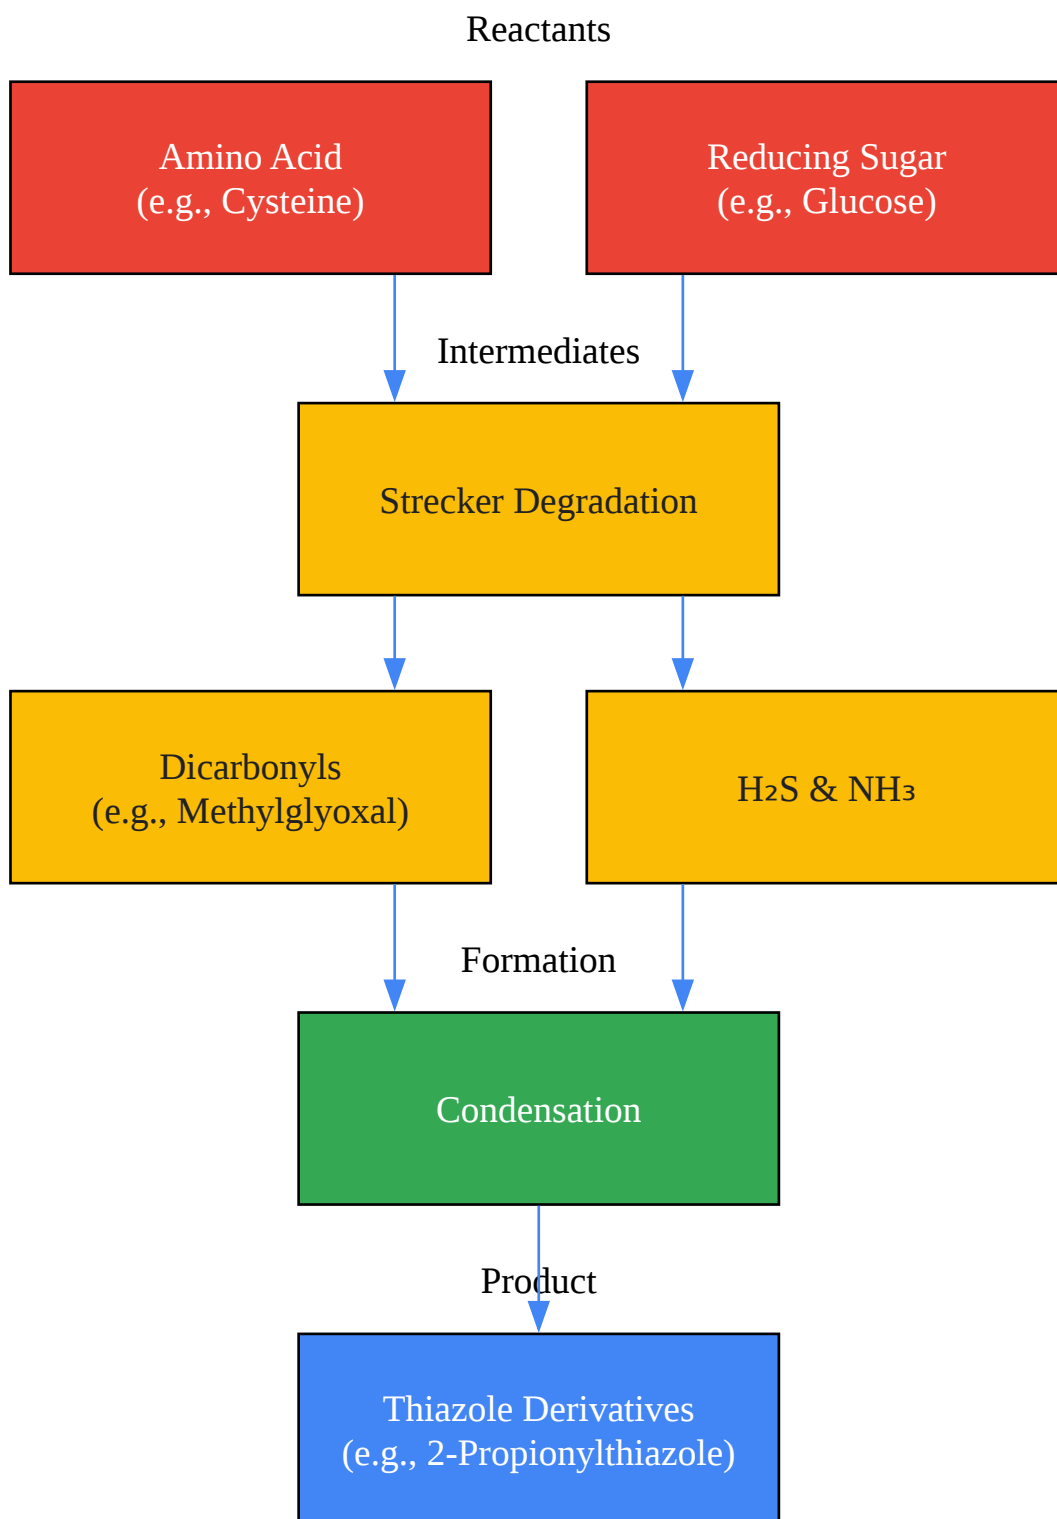 Reactants
Amino Acid
(e.g., Cysteine)
Reducing Sugar
(e.g., Glucose)
Intermediates
Strecker Degradation
Dicarbonyls
(e.g., Methylglyoxal)
H₂S & NH₃
Formation
Condensation
Product
Thiazole Derivatives
(e.g., 2-Propionylthiazole)